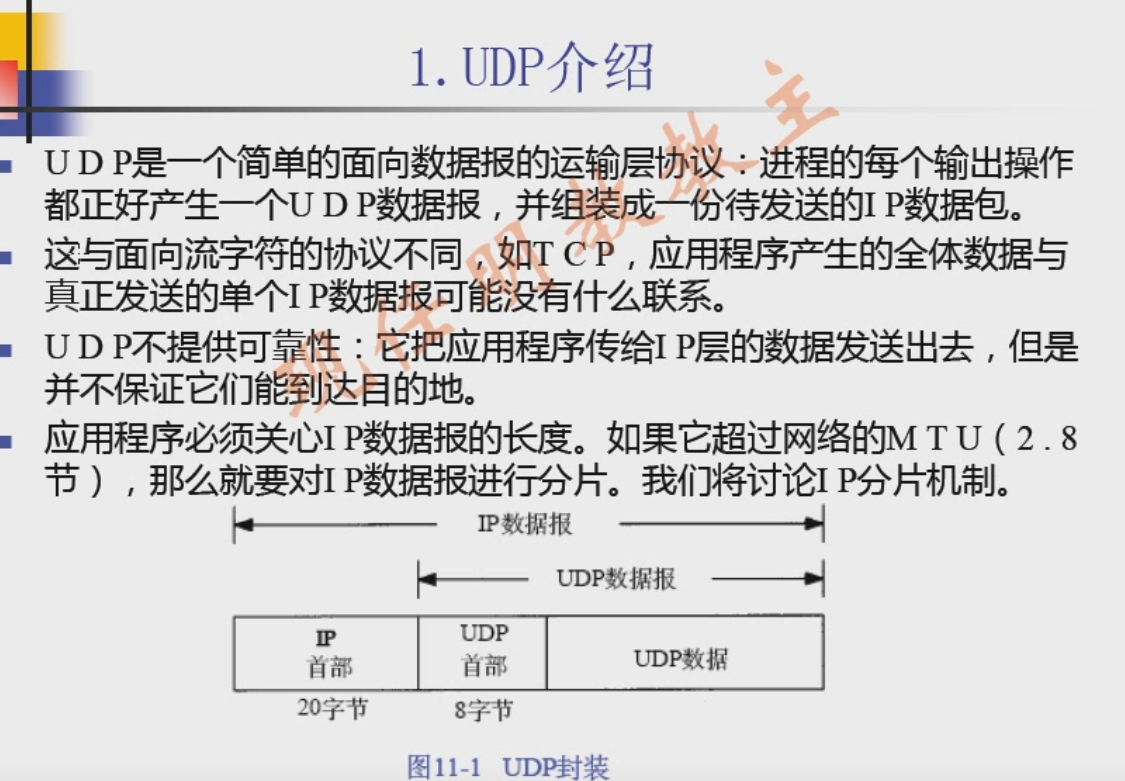 1.UDP介绍
U D P是一个简单的面向数据报的运输层协议：进程的每个输出操作
都正好产生一个U D P数据报，并组装成一份待发送的I P数据包。
这与面向流字符的协议不同，如T C P，应用程序产生的全体数据与
真正发送的单个I P数据报可能没有什么联系。
U D P不提供可靠性：它把应用程序传给I P层的数据发送出去，但是
并不保证它们能到达目的地。
应用程序必须关心I P数据报的长度。如果它超过网络的M T U（2 . 8
节），那么就要对I P数据报进行分片。我们将讨论I P分片机制。
现任明教教主
IP数据报
UDP数据报
IP
首部
UDP
首部
UDP数据
20字节
8字节
图11-1 UDP封装